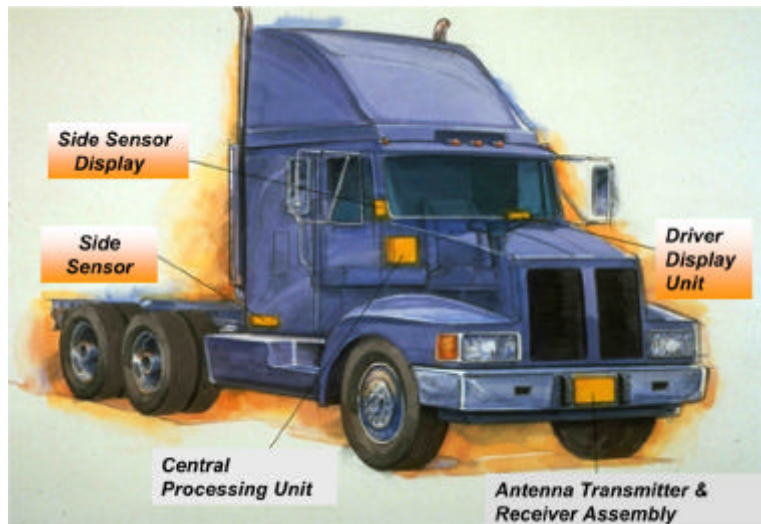 Side Sensor
Display
Side
Sensor
Driver
Display
Unit
Central
Processing Unit
Antenna Transmitter &
Receiver Assembly